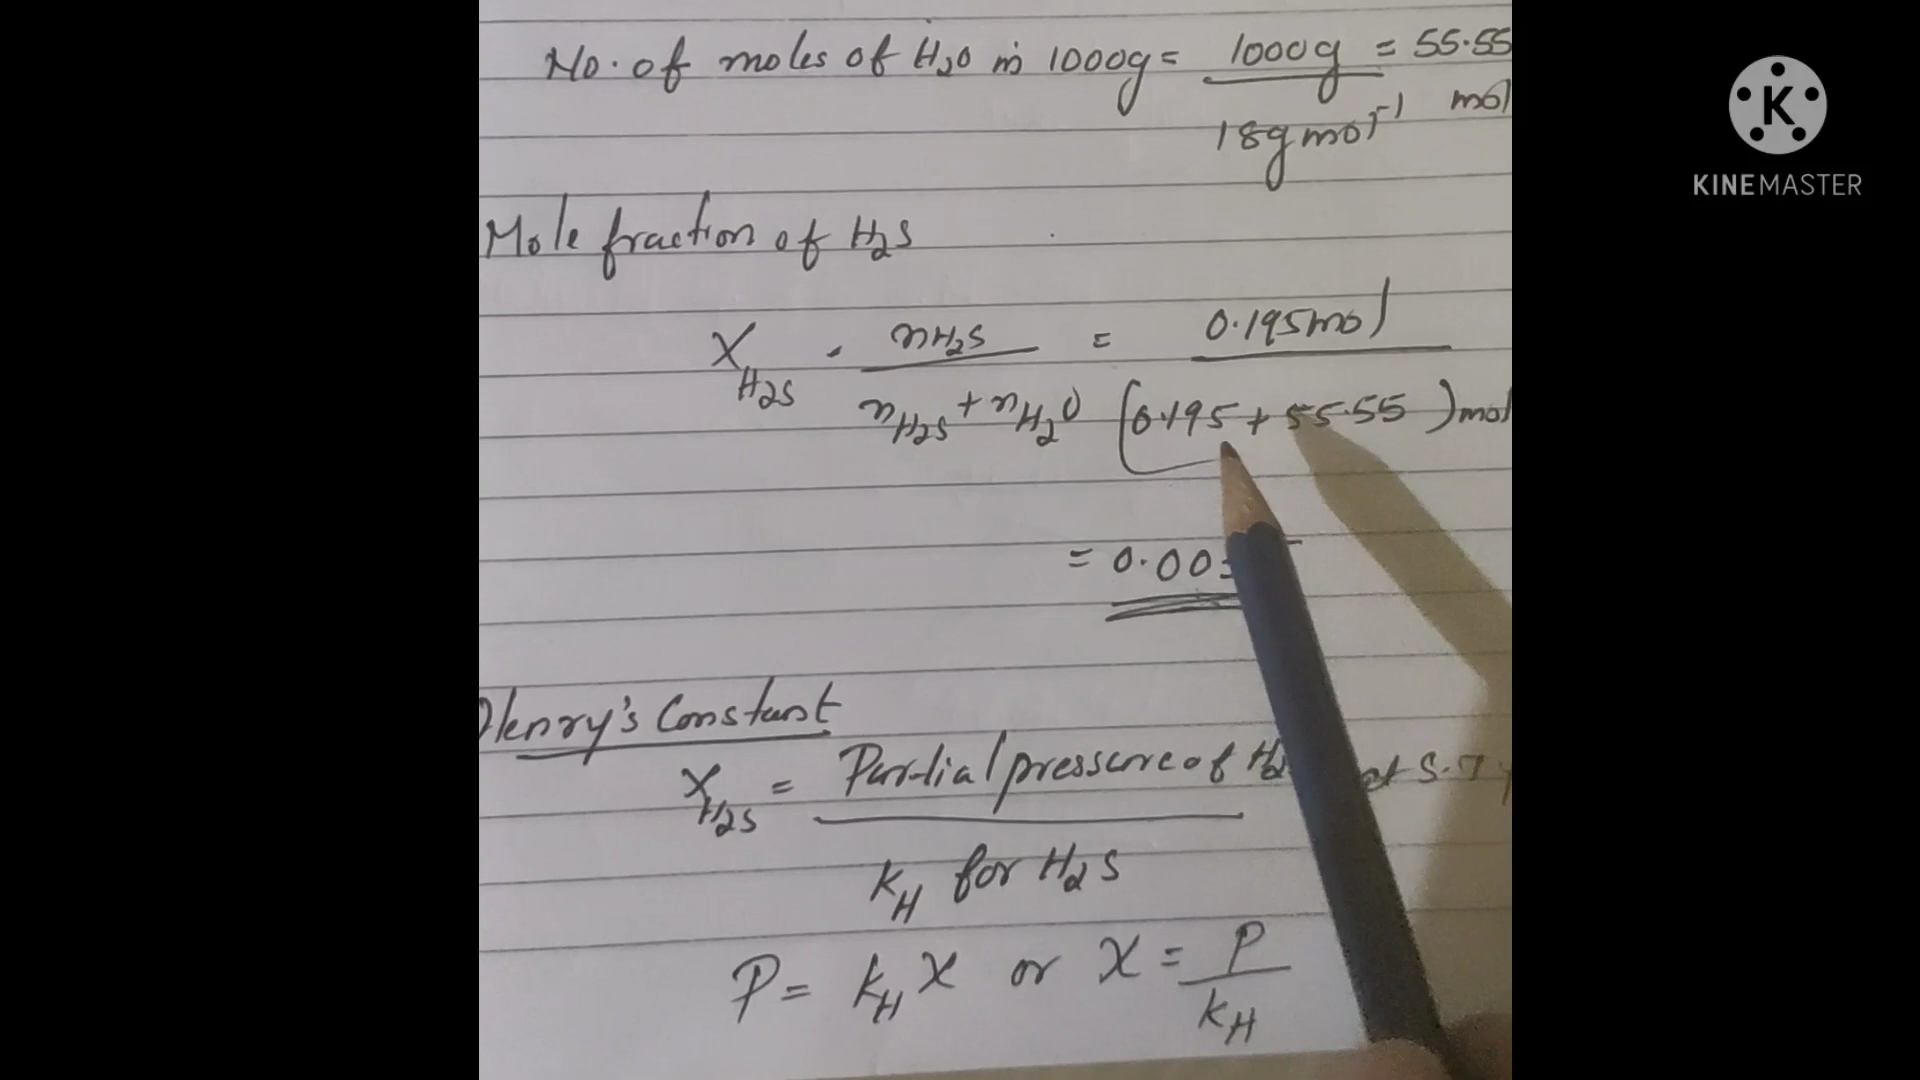 No. of moles of H2O in 1000g = 1000g = 55.55
18g mol-1 mol
Mole fraction of H2S
XH2S = nH2S = 0.195 mol
nH2S + nH2O (0.195 + 55.55) mol
= 0.00
Henry's Constant
XH2S = Partial pressure of at S.T
KH for H2S
P = KH X or X = P
KH
K
KINEMASTER